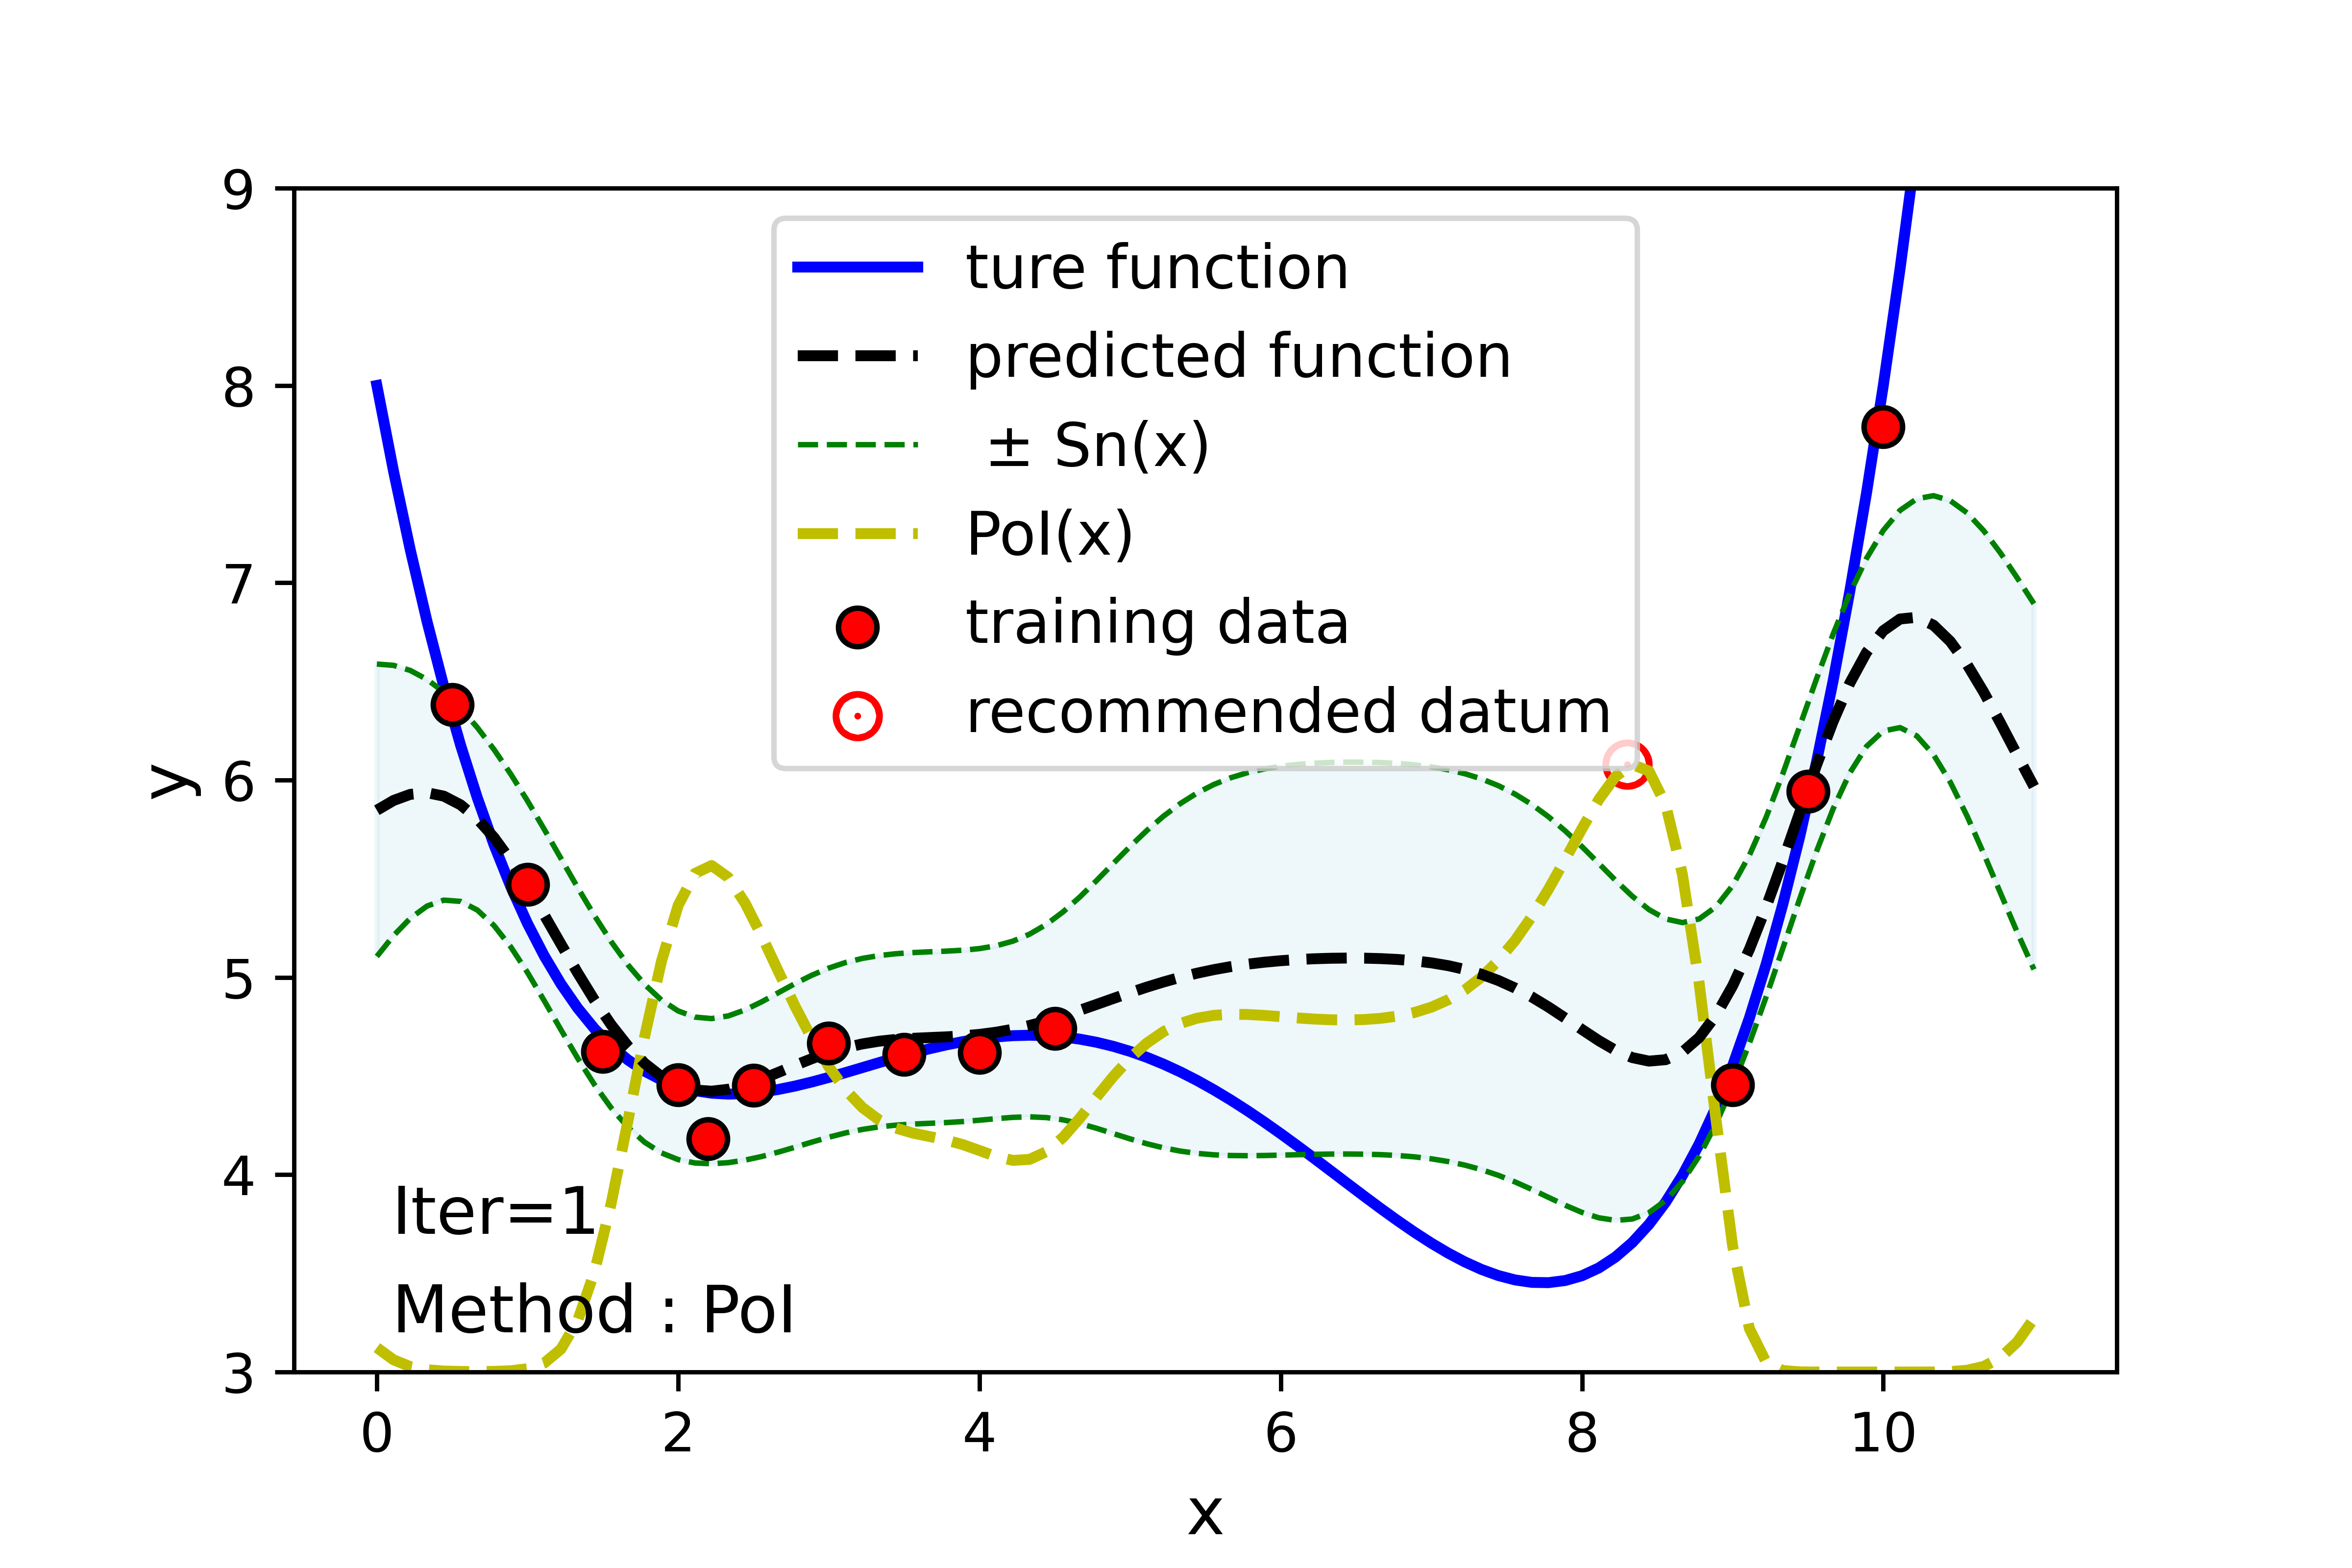 9
8
7
6
5
4
3
y
ture function
predicted function
± Sn(x)
PoI(x)
training data
recommended datum
Iter=1
Method : PoI
0 2 4 6 8 10
x